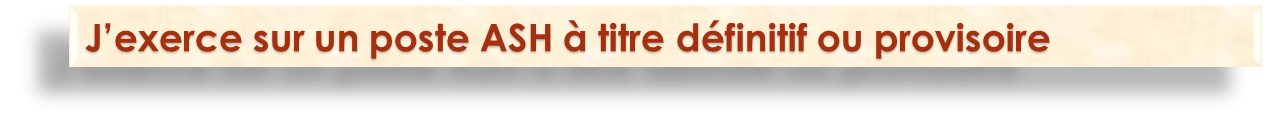 J’exerce sur un poste ASH à titre définitif ou provisoire